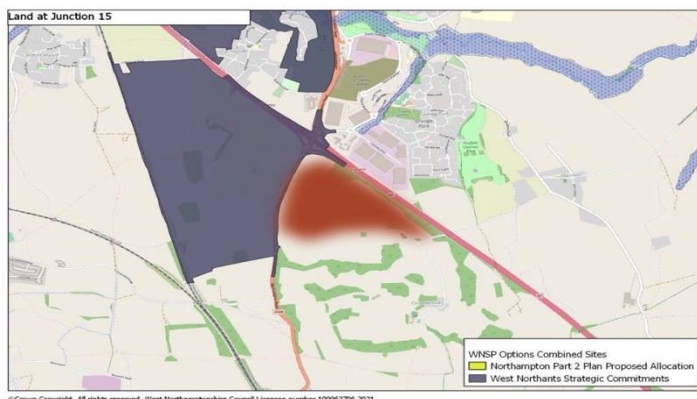 Land at Junction 15
WNSP Options Combined Sites
Northampton Part 2 Plan Proposed Allocation
West Northants Strategic Commitments
©Crown Copyright. All rights reserved. West Northamptonshire Council Licence number 100063706 2021